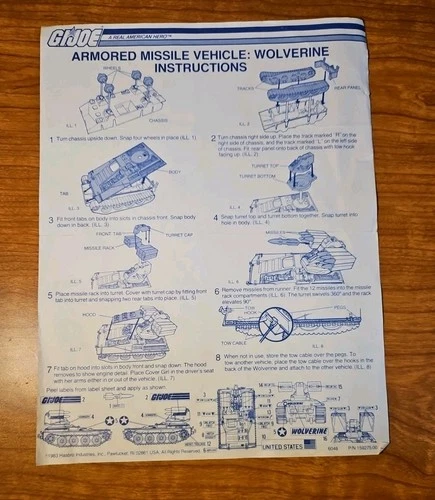 GI JOE A REAL AMERICAN HERO™
ARMORED MISSILE VEHICLE: WOLVERINE
INSTRUCTIONS
WHEELS
CHASSIS
ILL. 1
TRACKS
REAR PANEL
ILL. 2
1 Turn chassis upside down. Snap four wheels in place (ILL. 1)
2 Turn chassis right side up. Place the track marked "R" on the
right side of chassis, and the track marked "L" on the left side
of chassis. Fit rear panel onto back of chassis with tow hook
facing up. (ILL. 2)
BODY
TAB
ILL. 3
TURRET TOP
TURRET BOTTOM
ILL. 4
3 Fit front tabs on body into slots in chassis front. Snap body
down in back. (ILL. 3)
4 Snap turret top and turret bottom together. Snap turret into
hole in body. (ILL. 4)
FRONT TAB
TURRET CAP
MISSILE RACK
ILL. 5
MISSILES
ILL. 6
5 Place missile rack into turret. Cover with turret cap by fitting front
tab into turret and snapping two rear tabs into place. (ILL. 5)
6 Remove missiles from runner. Fit the 12 missiles into the missile
rack compartments (ILL. 6). The turret swivels 360° and the rack
elevates 90°.
HOOD
ILL. 7
TOW HOOK
PEGS
TOW CABLE
ILL. 8
7 Fit tab on hood into slots in body front and snap down. The hood
removes to show engine detail. Place Cover Girl in the driver's seat
with her arms either in or out of the vehicle. (ILL. 7)
8 When not in use, store the tow cable over the pegs. To
tow another vehicle, place the tow cable over the hooks in the
back of the Wolverine and attach to the other vehicle. (ILL. 8)
Peel labels from label sheet and apply as shown.
GI JOE
GI JOE
WOLVERINE
UNITED STATES
©1983 Hasbro Industries, Inc., Pawtucket, RI 02861 USA. All Rights Reserved.
6048